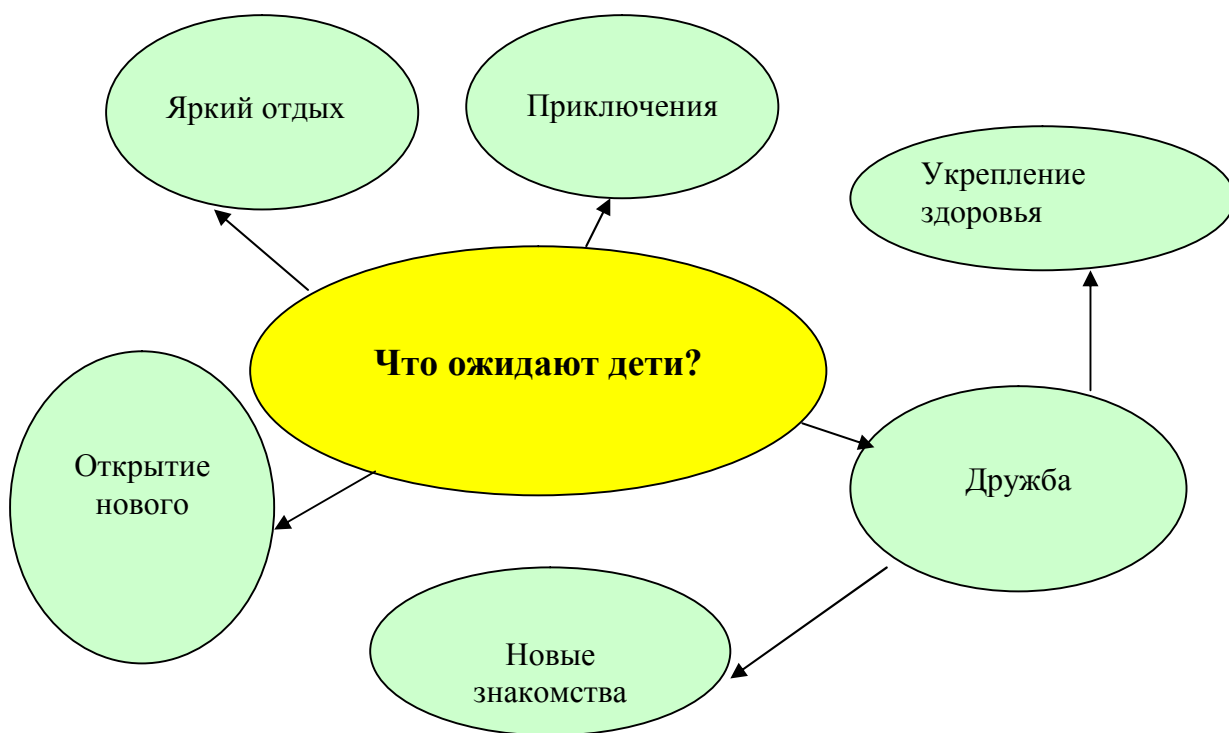 Яркий отдых
Приключения
Укрепление
здоровья
Что ожидают дети?
Открытие
нового
Дружба
Новые
знакомства